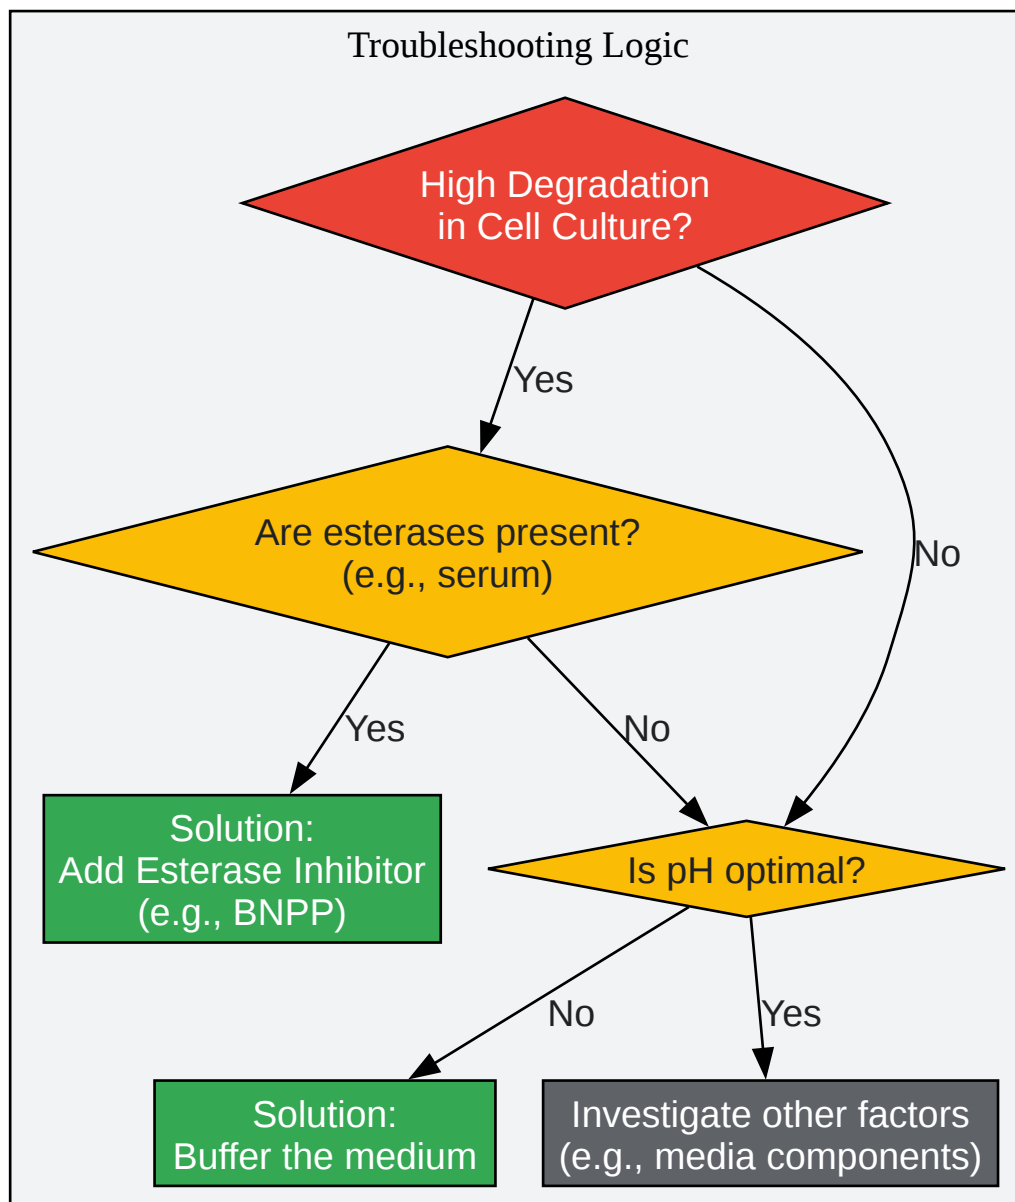 Troubleshooting Logic
High Degradation
in Cell Culture?
Yes
No
Are esterases present?
(e.g., serum)
Yes
No
Solution:
Add Esterase Inhibitor
(e.g., BNPP)
Is pH optimal?
No
Yes
Solution:
Buffer the medium
Investigate other factors
(e.g., media components)